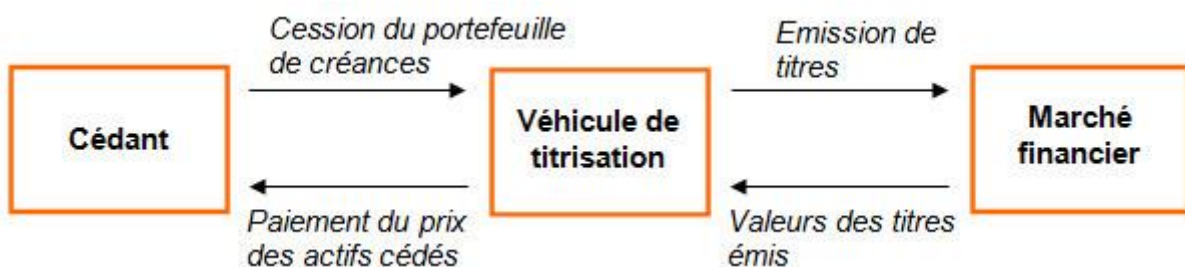 Cession du portefeuille
de créances
Emission de
titres
Cédant
Véhicule de
titrisation
Marché
financier
Paiement du prix
des actifs cédés
Valeurs des titres
émis